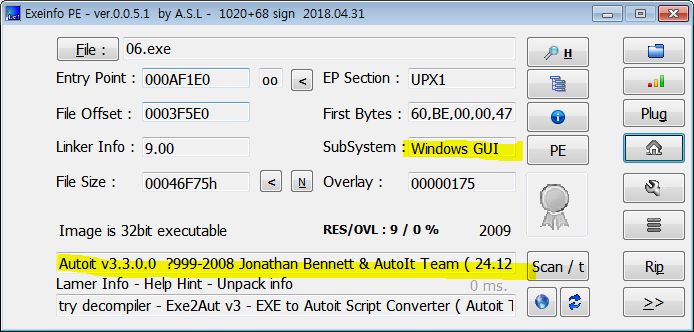 Exeinfo PE - ver.0.0.5.1 by A.S.L - 1020+68 sign 2018.04.31
File : 06.exe H
Entry Point : 000AF1E0 oo < EP Section : UPX1
File Offset : 0003F5E0 First Bytes : 60,BE,00,00,47 Plug
Linker Info : 9.00 SubSystem : Windows GUI PE
File Size : 00046F75h < N Overlay : 00000175
Image is 32bit executable RES/OVL : 9 / 0 % 2009
Autoit v3.3.0.0 ?999-2008 Jonathan Bennett & AutoIt Team ( 24.12 Scan / t Rip
Lamer Info - Help Hint - Unpack info 0 ms.
try decompiler - Exe2Aut v3 - EXE to Autoit Script Converter ( Autoit T >>